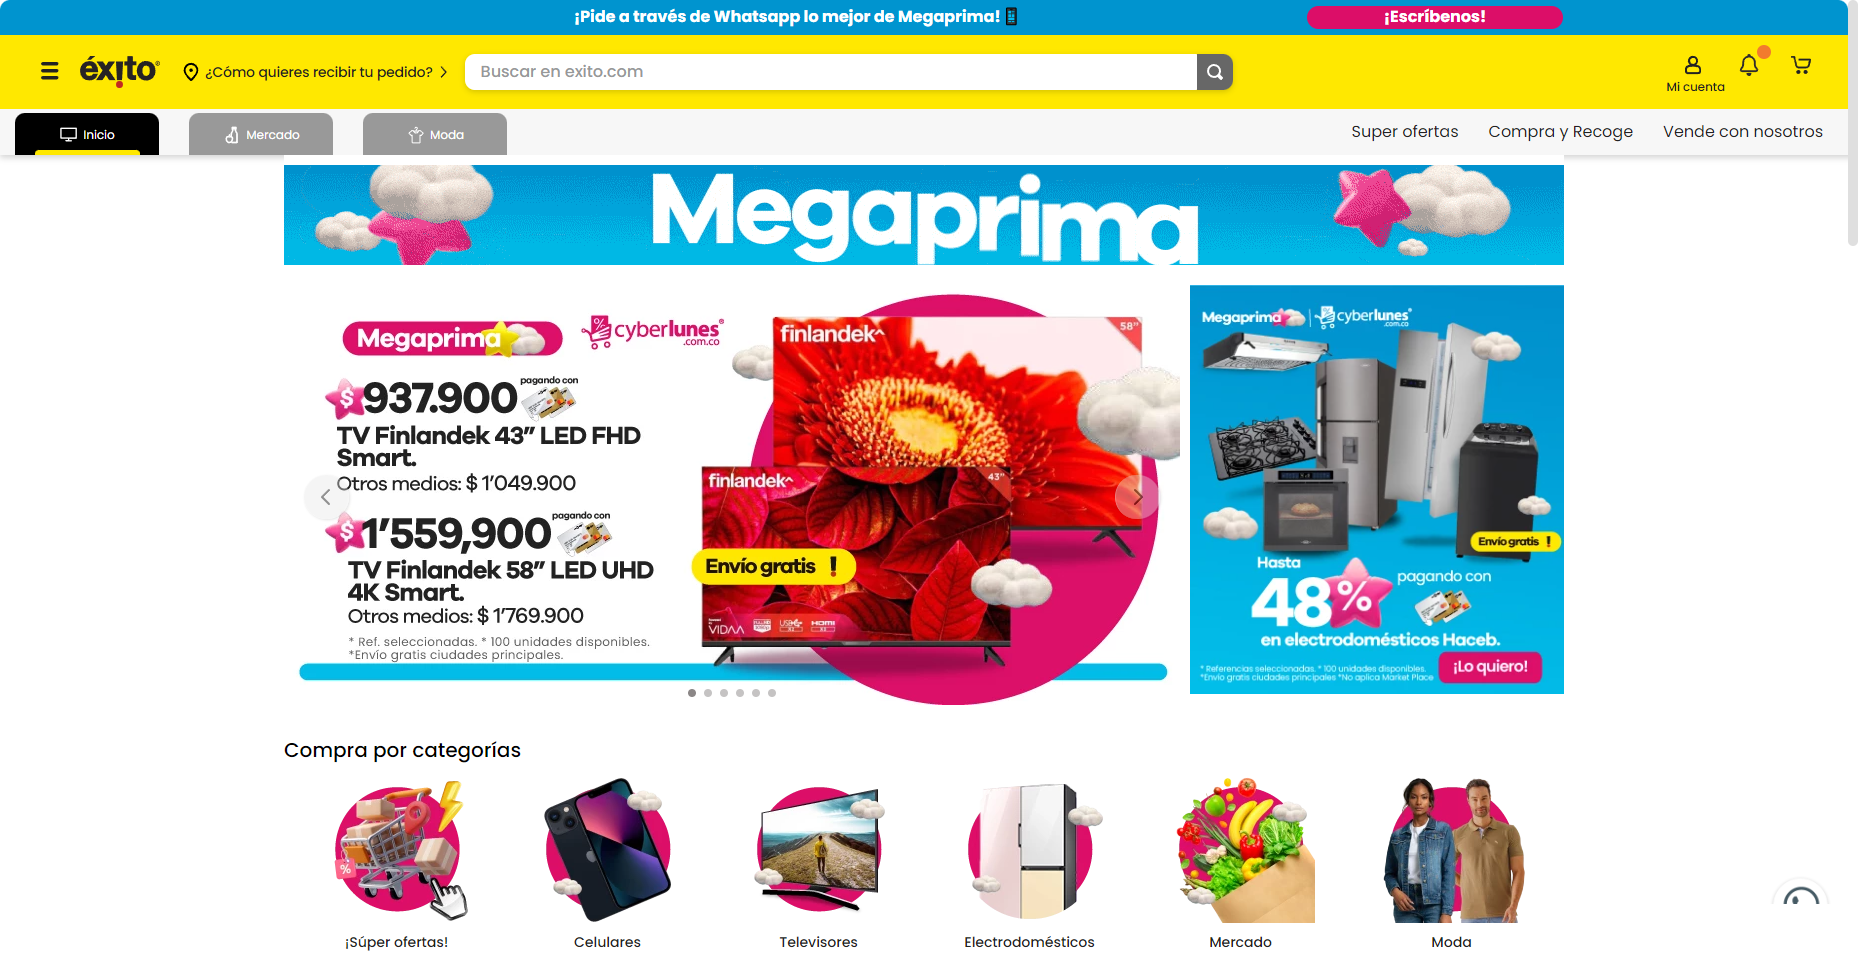 ¡Pide a través de Whatsapp lo mejor de Megaprima!
¡Escríbenos!
éxito
¿Cómo quieres recibir tu pedido?
Buscar en exito.com
Mi cuenta
Inicio
Mercado
Moda
Super ofertas
Compra y Recoge
Vende con nosotros
Megaprima
Megaprima
cyberlunes
.com.co
$937.900 pagando con
TV Finlandek 43” LED FHD
Smart.
Otros medios: $ 1’049.900
$1’559,900 pagando con
TV Finlandek 58” LED UHD
4K Smart.
Otros medios: $ 1’769.900
* Ref. seleccionadas. * 100 unidades disponibles.
*Envío gratis ciudades principales.
finlandek^
58”
finlandek^
43”
Envío gratis !
VIDAA
HDMI
Megaprima
cyberlunes
.com.co
Envío gratis !
Hasta
48% pagando con
en electrodomésticos Haceb.
* Referencias seleccionadas. * 100 unidades disponibles.
*Envío gratis ciudades principales *No aplica Market Place
¡Lo quiero!
Compra por categorías
%
¡Súper ofertas!
Celulares
Televisores
Electrodomésticos
Mercado
Moda